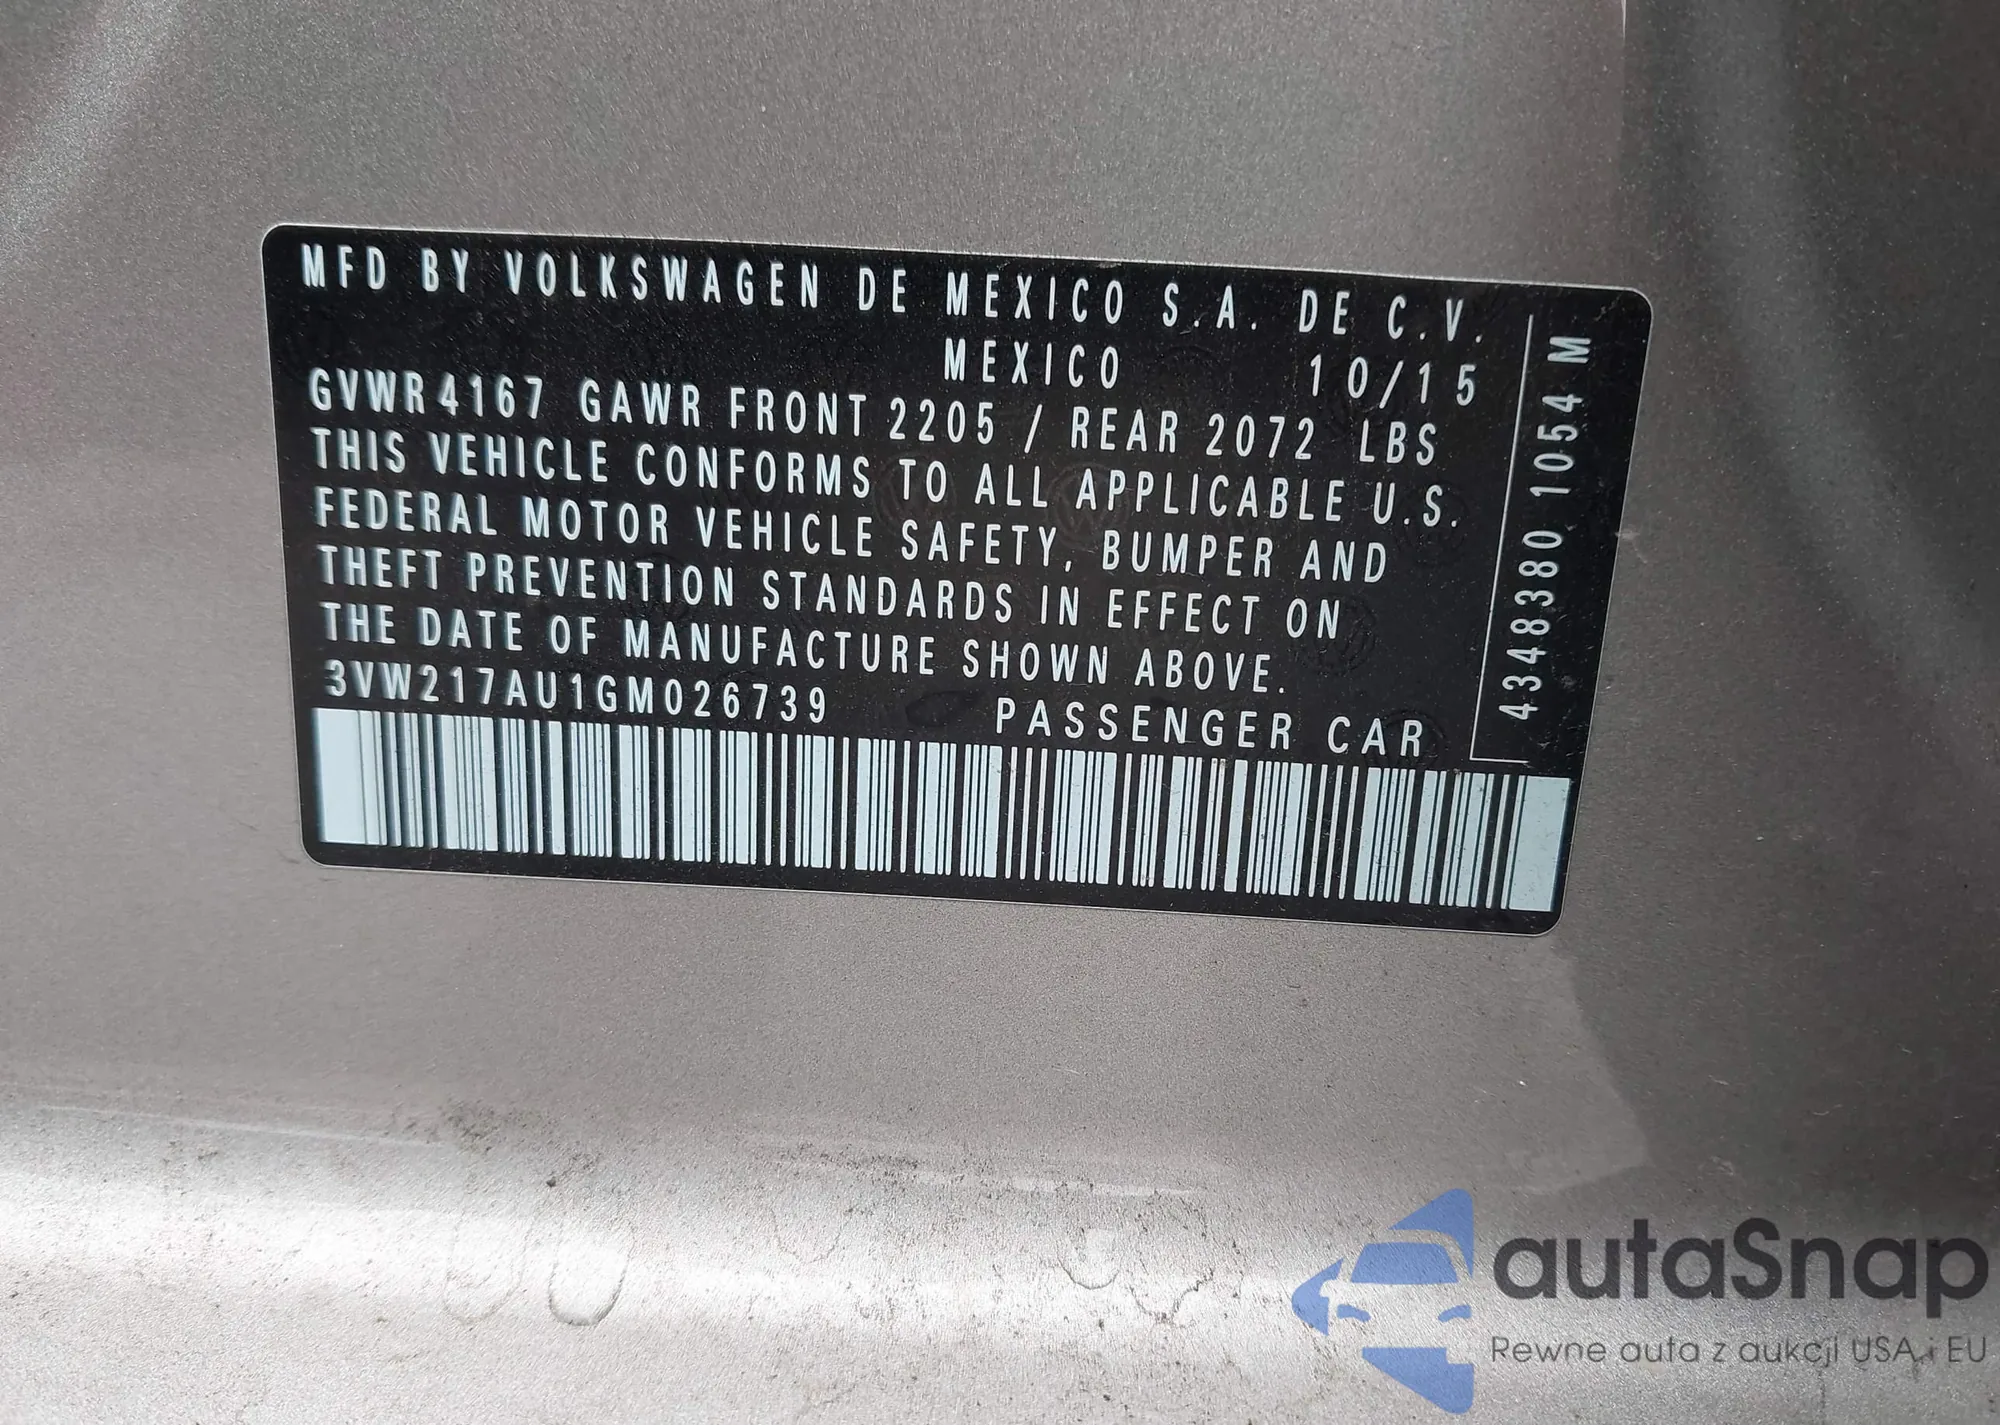 MFD BY VOLKSWAGEN DE MEXICO S.A. DE C.V.
MEXICO 10/15
GVWR4167 GAWR FRONT 2205 / REAR 2072 LBS
THIS VEHICLE CONFORMS TO ALL APPLICABLE U.S.
FEDERAL MOTOR VEHICLE SAFETY, BUMPER AND
THEFT PREVENTION STANDARDS IN EFFECT ON
THE DATE OF MANUFACTURE SHOWN ABOVE.
3VW217AU1GM026739 PASSENGER CAR
4348380 1054 M
autaSnap
Rewne auta z aukcji USA i EU